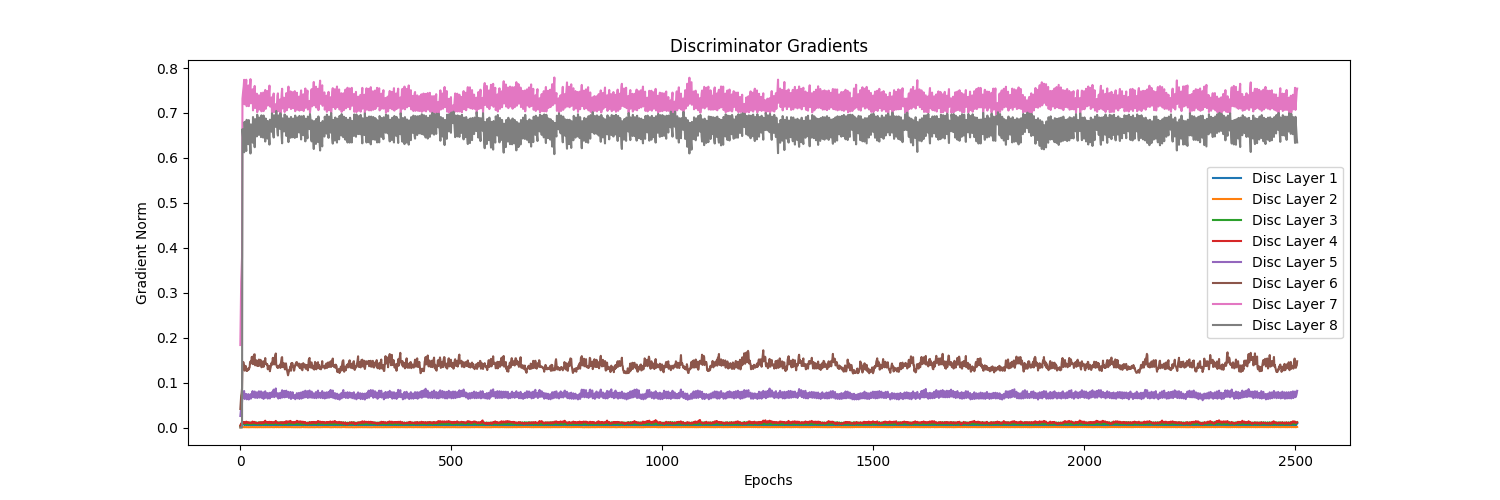 Discriminator Gradients
0.8
0.7
0.6
0.5
0.4
0.3
0.2
0.1
0.0
Gradient Norm
0
500
1000
1500
2000
2500
Epochs
Disc Layer 1
Disc Layer 2
Disc Layer 3
Disc Layer 4
Disc Layer 5
Disc Layer 6
Disc Layer 7
Disc Layer 8